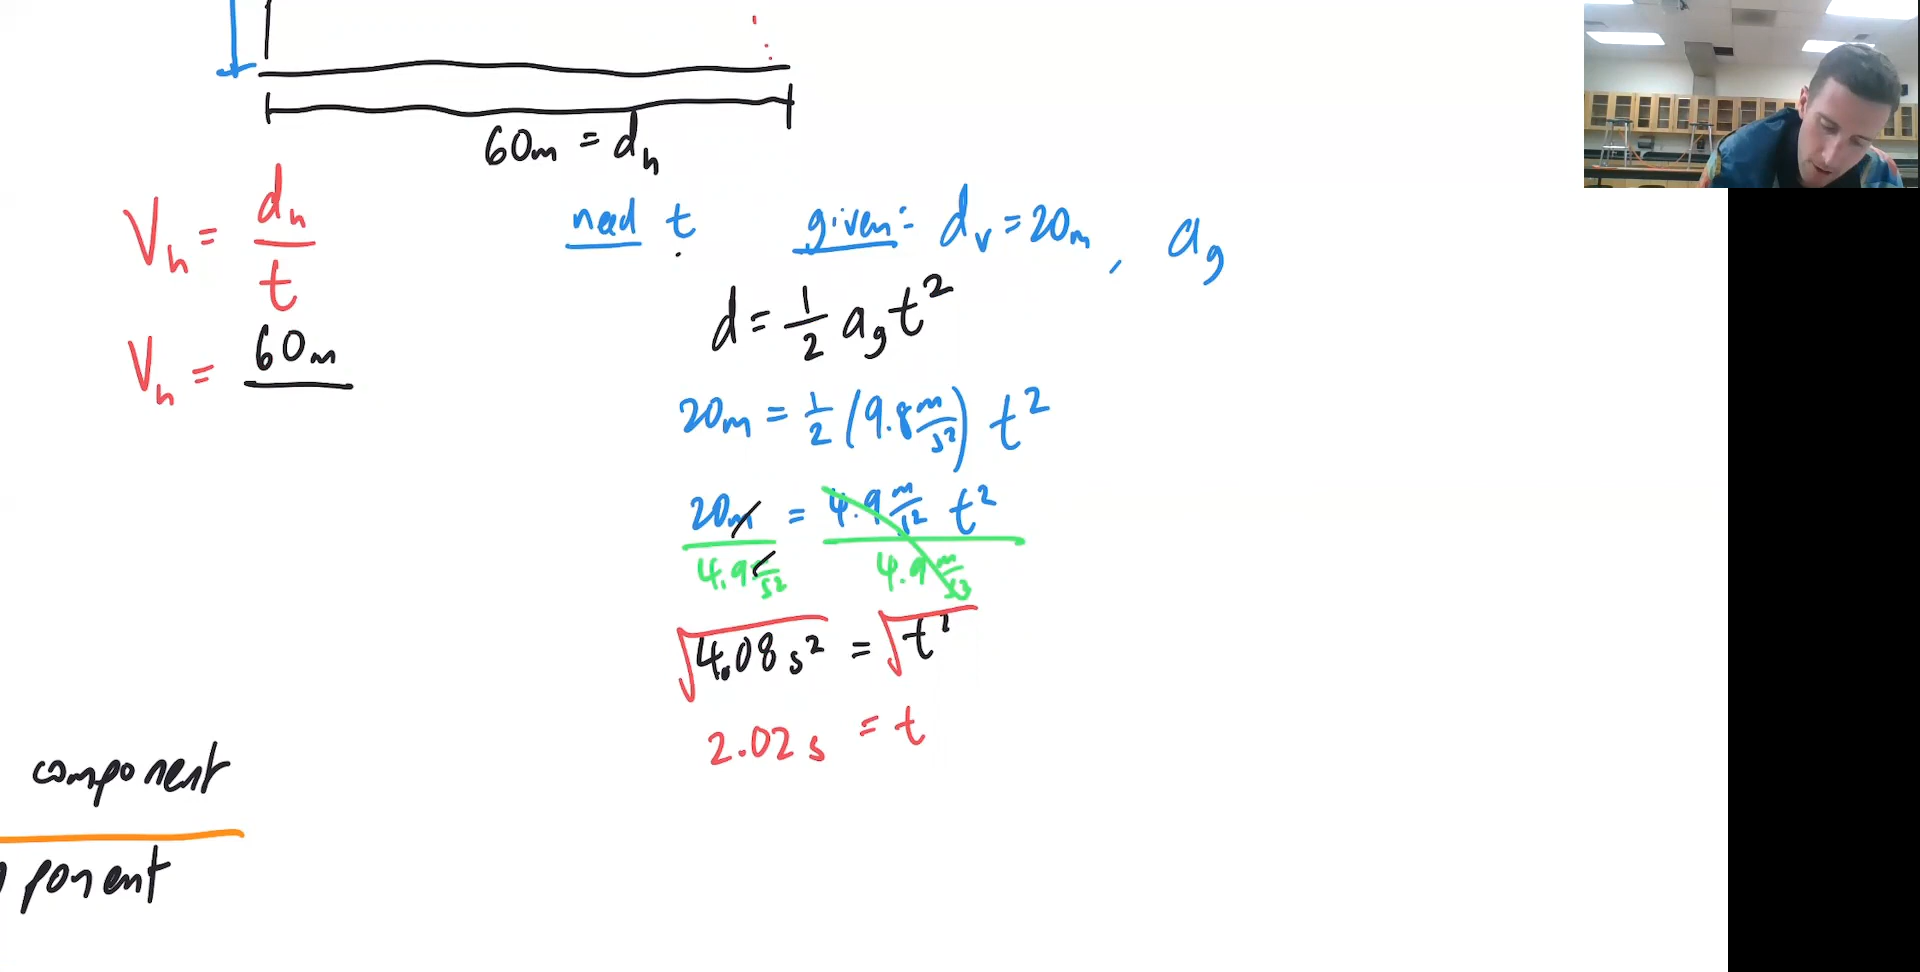 60m = dₕ
Vₕ = dₕ / t
need t given: dᵥ = 20m, a_g
d = 1/2 a_g t²
Vₕ = 60m
20m = 1/2 (9.8 m/s²) t²
20m / 4.9 m/s² = 4.9 m/s² t² / 4.9 m/s²
√4.08 s² = √t²
2.02 s = t
component
ponent